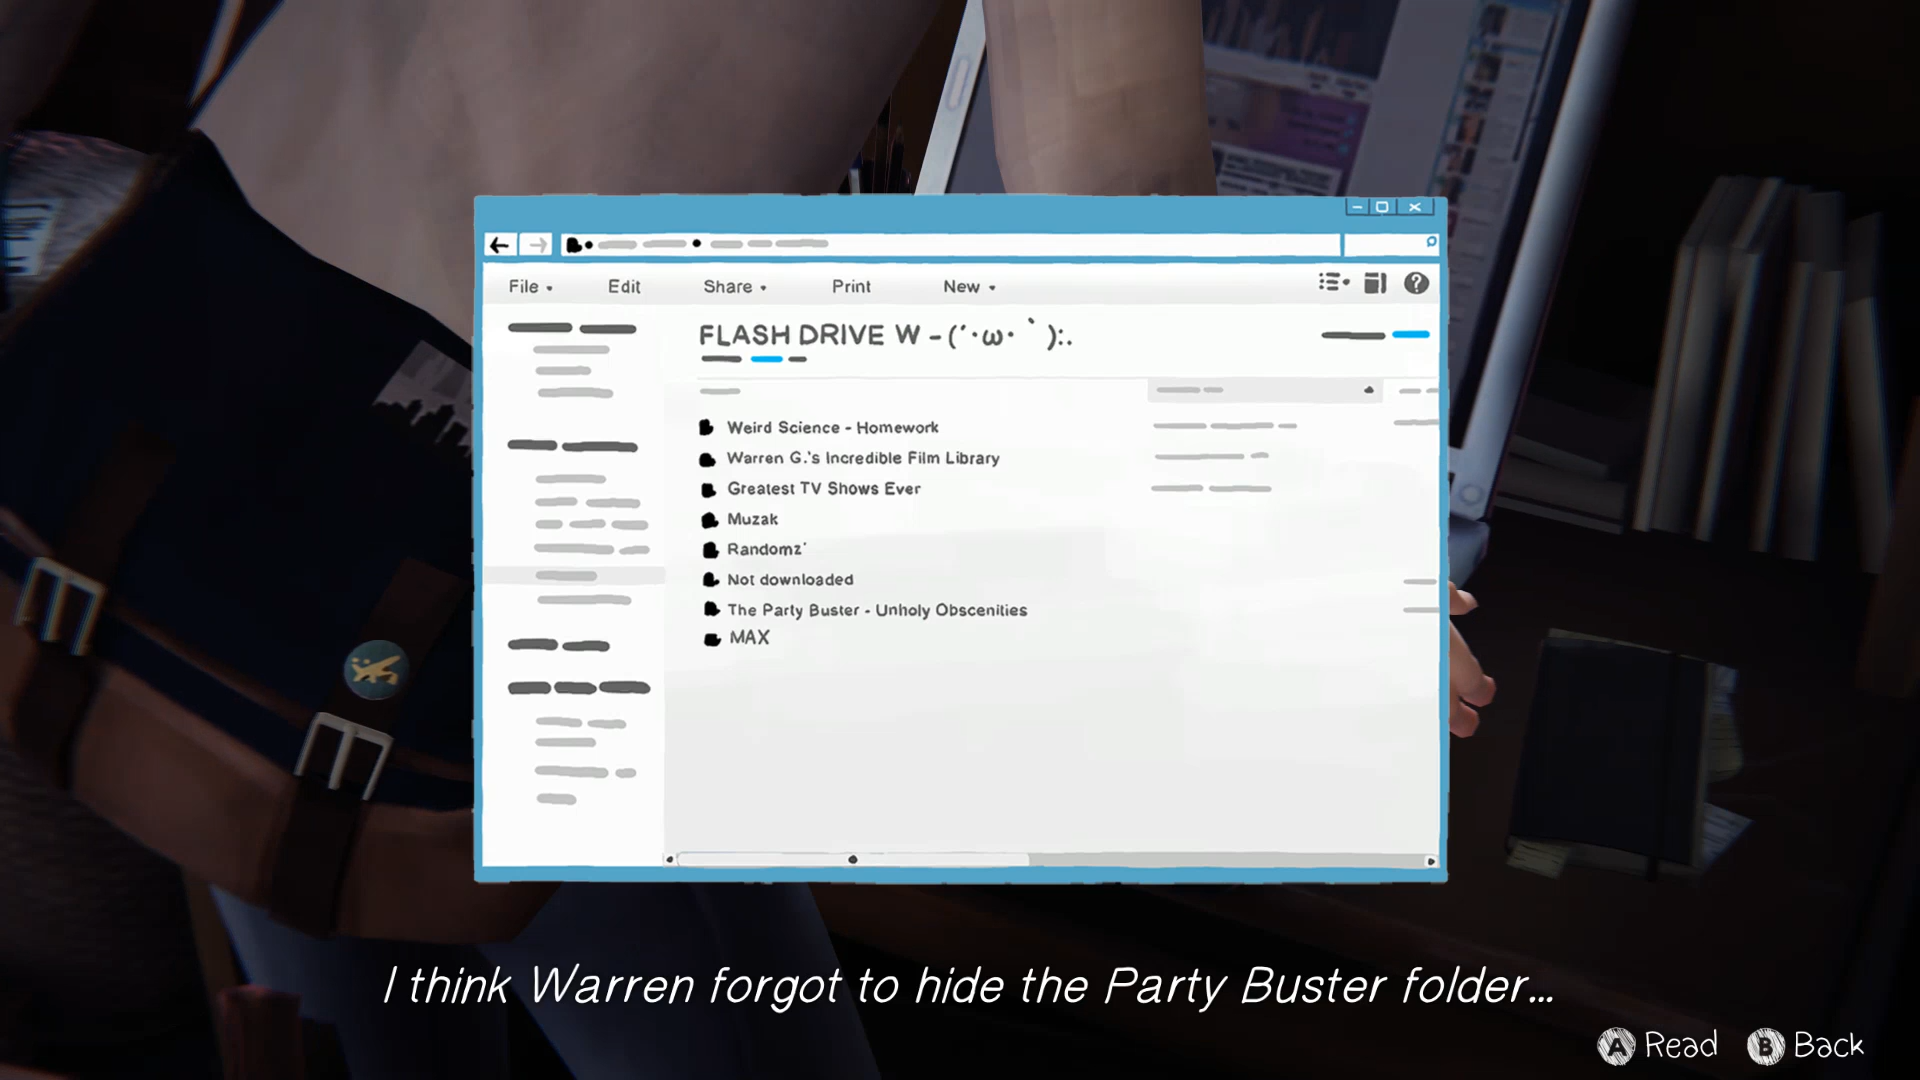 File
Edit
Share
Print
New
FLASH DRIVE W - (´･ω･｀):.
Weird Science - Homework
Warren G.'s Incredible Film Library
Greatest TV Shows Ever
Muzak
Randomz'
Not downloaded
The Party Buster - Unholy Obscenities
MAX
I think Warren forgot to hide the Party Buster folder...
A Read B Back